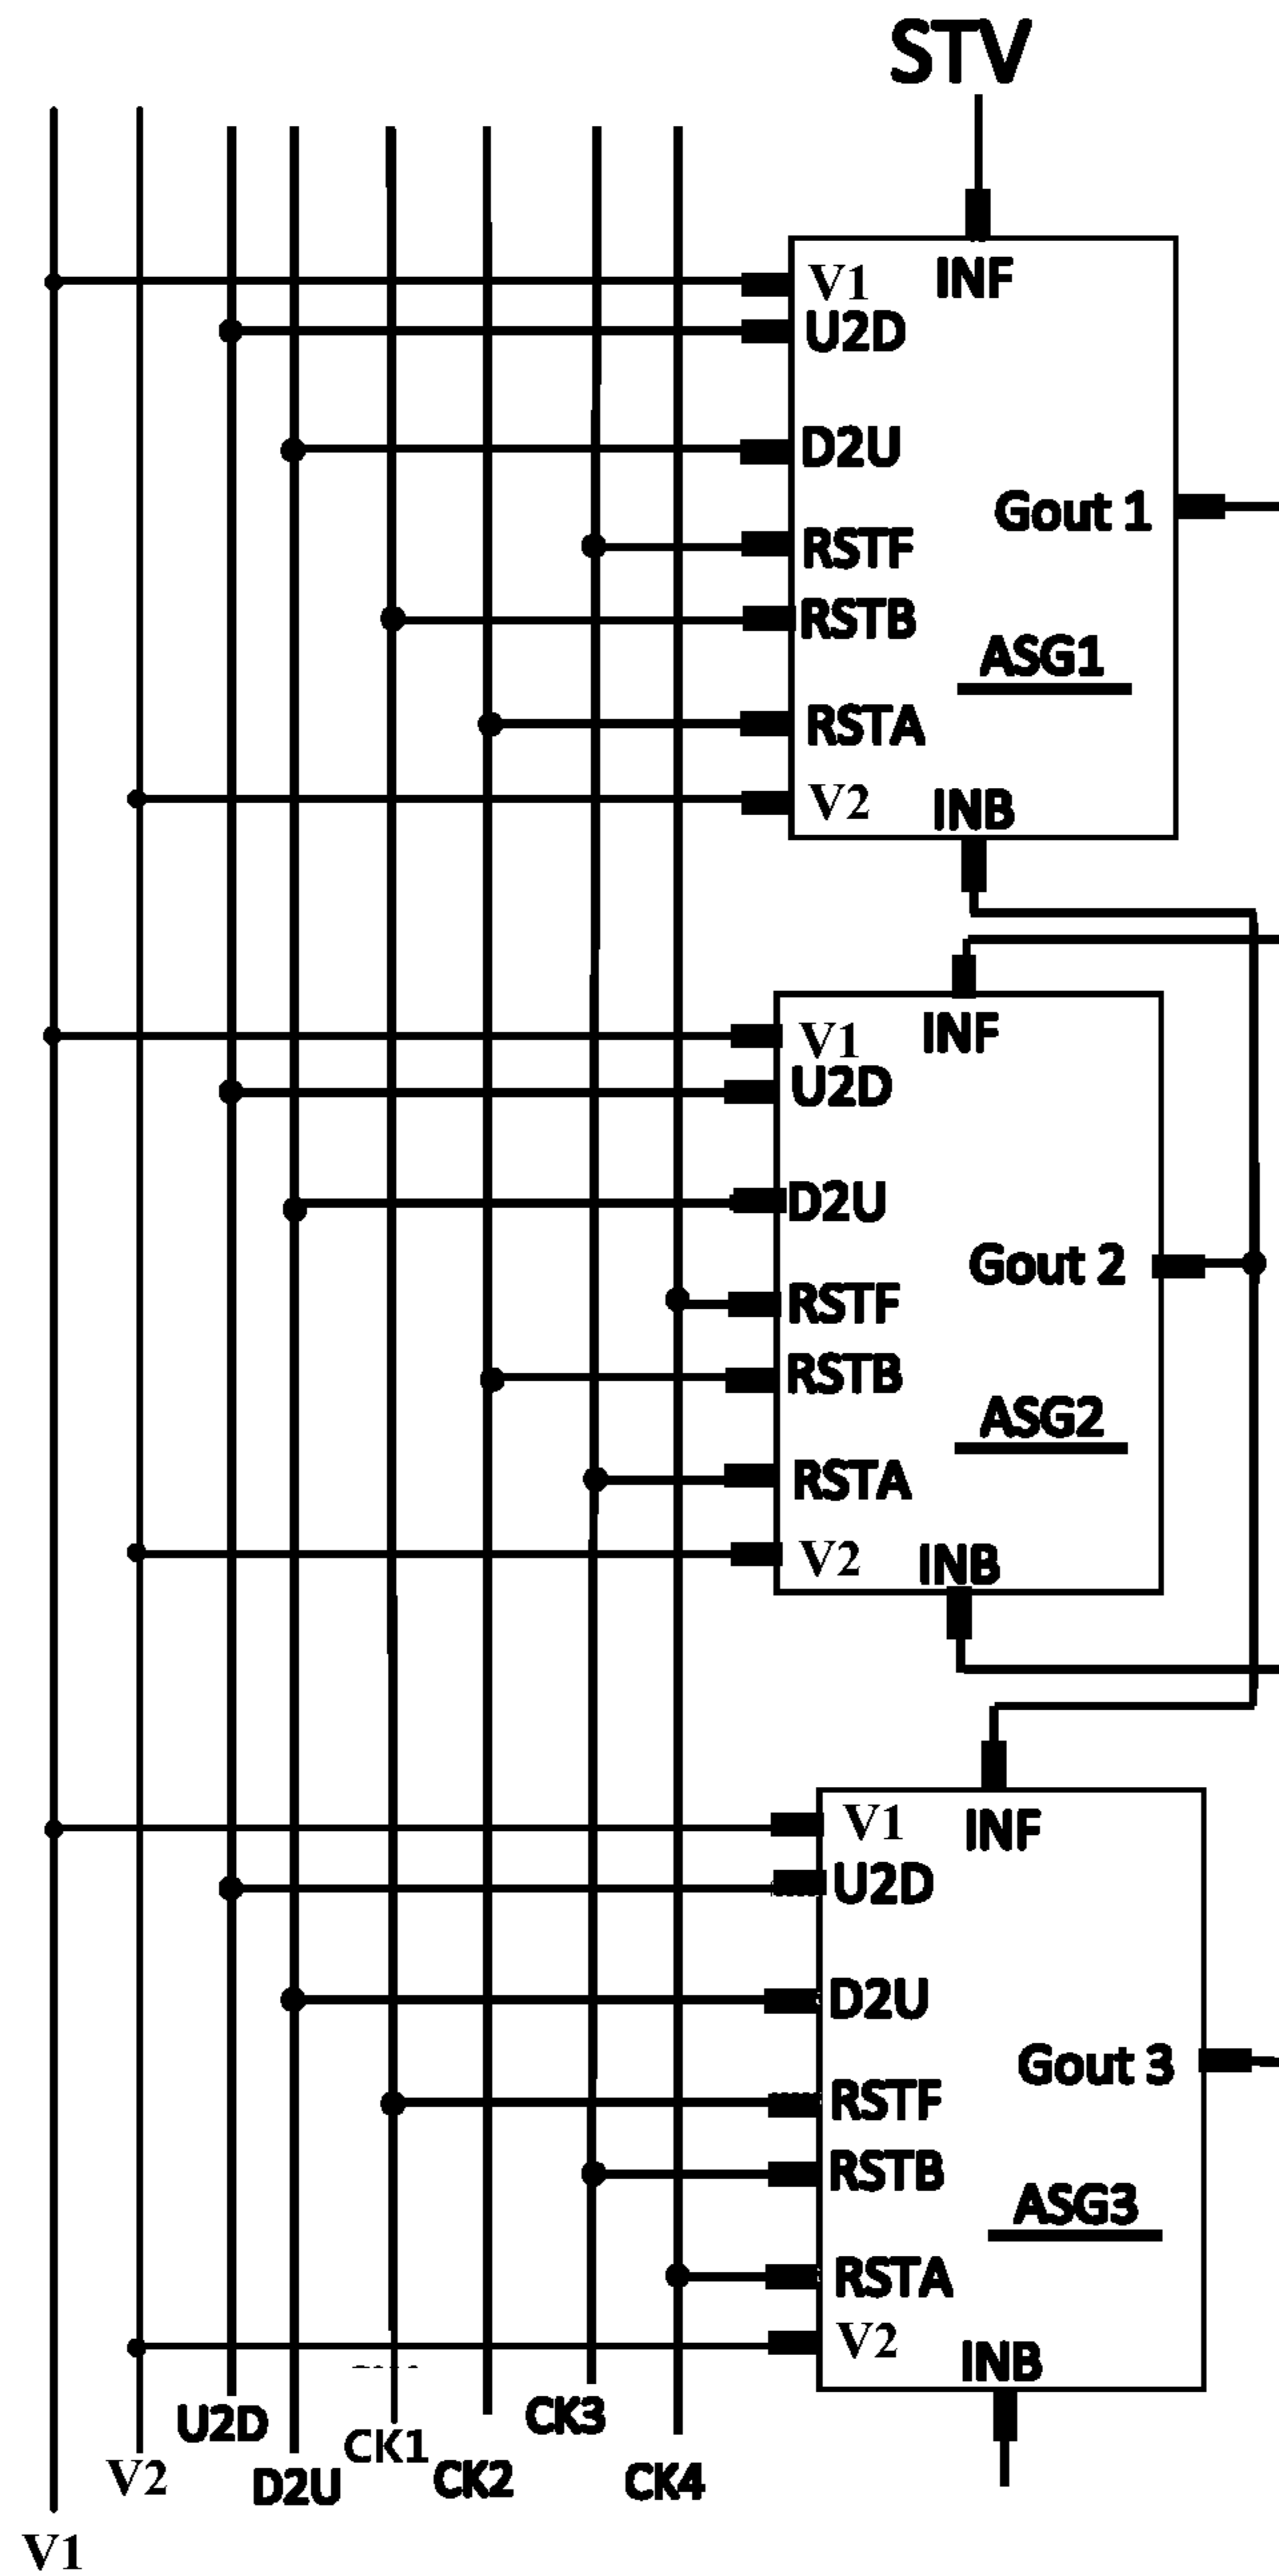 STV
INF
V1
U2D
D2U
Gout 1
RSTF
RSTB
ASG1
RSTA
V2
INB
INF
V1
U2D
D2U
Gout 2
RSTF
RSTB
ASG2
RSTA
V2
INB
V1
INF
U2D
D2U
Gout 3
RSTF
RSTB
ASG3
RSTA
V2
INB
U2D
CK3
CK1
V2
D2U
CK2
CK4
V1